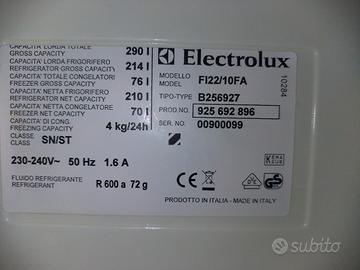 CAPACITA' LORDA TOTALE
GROSS CAPACITY 290 l
CAPACITA' LORDA FRIGORIFERO
REFRIGERATOR GROSS CAPACITY 214 l
CAPACITA' TOTALE CONGELATORE
FREEZER GROSS CAPACITY 76 l
CAPACITA' NETTA FRIGORIFERO
REFRIGERATOR NET CAPACITY 210 l
CAPACITA' NETTA CONGELATORE
FREEZER NET CAPACITY 70 l
CAPACITA' DI CONG.
FREEZING CAPACITY 4 kg/24h
CLASSE
CLASS SN/ST
230-240V~ 50 Hz 1.6 A
FLUIDO REFRIGERANTE
REFRIGERANT R 600 a 72 g
Electrolux
MODELLO
MODEL FI22/10FA
TIPO-TYPE B256927
PROD.NO. 925 692 896
SER. NO. 00900099
10284
KEMA
EUR
CE
GS
PRODOTTO IN ITALIA - MADE IN ITALY
subito